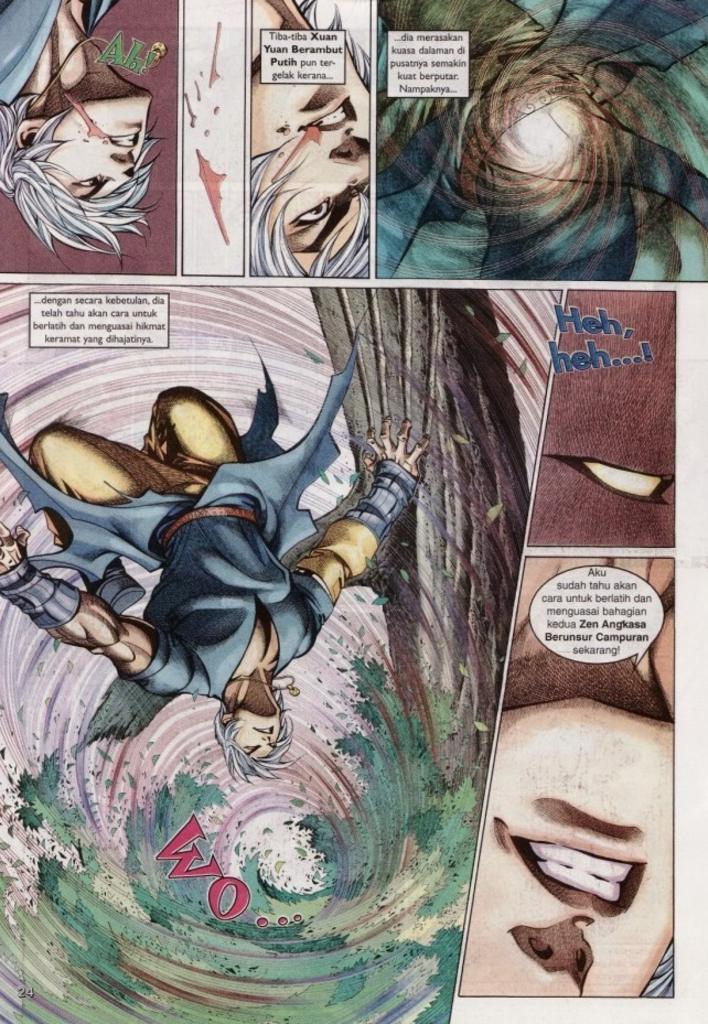 Ah!
Tiba-tiba Xuan
Yuan Berambut
Putih pun ter-
gelak kerana...
...dia merasakan
kuasa dalaman di
pusatnya semakin
kuat berputar.
Nampaknya...
...dengan secara kebetulan, dia
telah tahu akan cara untuk
berlatih dan menguasai hikmat
keramat yang dihajatinya.
Heh,
heh...!
Aku
sudah tahu akan
cara untuk berlatih dan
menguasai bahagian
kedua Zen Angkasa
Berunsur Campuran
sekarang!
WO...
24